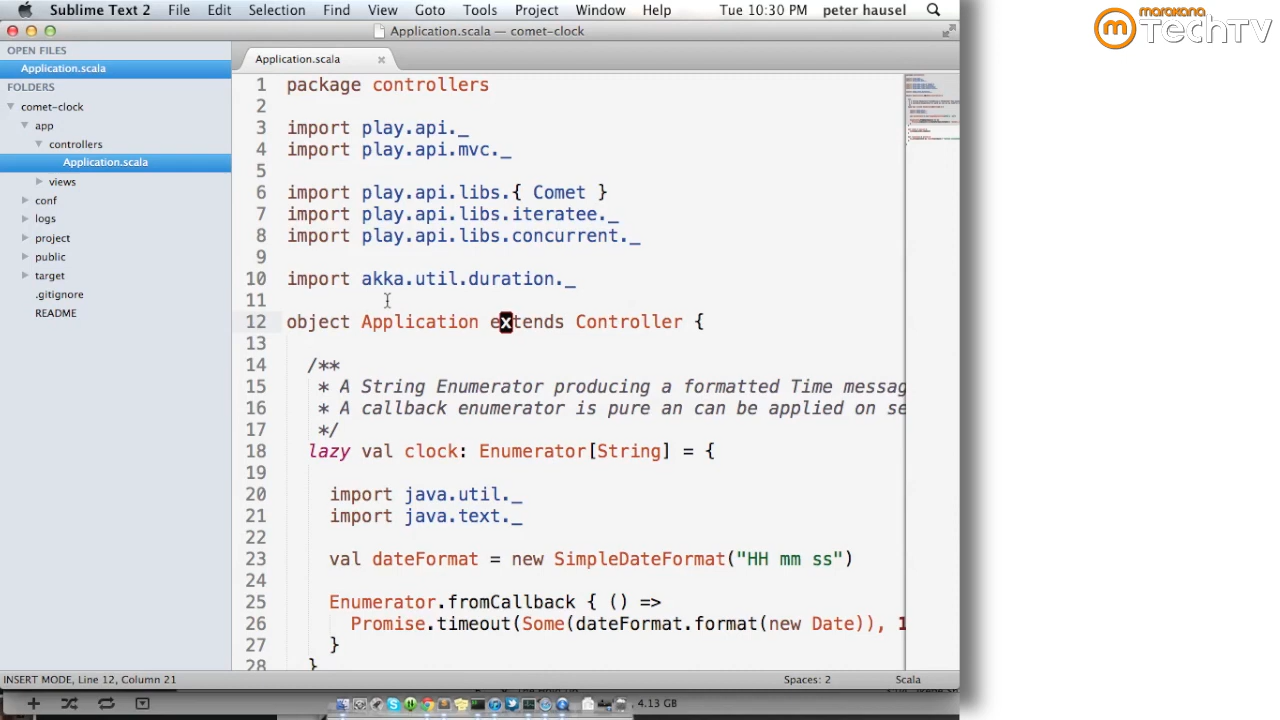 Sublime Text 2 File Edit Selection Find View Goto Tools Project Window Help Tue 10:30 PM peter hausel
marakana
TechTV
Application.scala — comet-clock
OPEN FILES
Application.scala
FOLDERS
comet-clock
app
controllers
Application.scala
views
conf
logs
project
public
target
.gitignore
README
Application.scala
1 package controllers
2
3 import play.api._
4 import play.api.mvc._
5
6 import play.api.libs.{ Comet }
7 import play.api.libs.iteratee._
8 import play.api.libs.concurrent._
9
10 import akka.util.duration._
11
12 object Application extends Controller {
13
14 /**
15 * A String Enumerator producing a formatted Time messag
16 * A callback enumerator is pure an can be applied on se
17 */
18 lazy val clock: Enumerator[String] = {
19
20 import java.util._
21 import java.text._
22
23 val dateFormat = new SimpleDateFormat("HH mm ss")
24
25 Enumerator.fromCallback { () =>
26 Promise.timeout(Some(dateFormat.format(new Date)), 1
27 }
28 }
INSERT MODE, Line 12, Column 21 Spaces: 2 Scala
4.13 GB